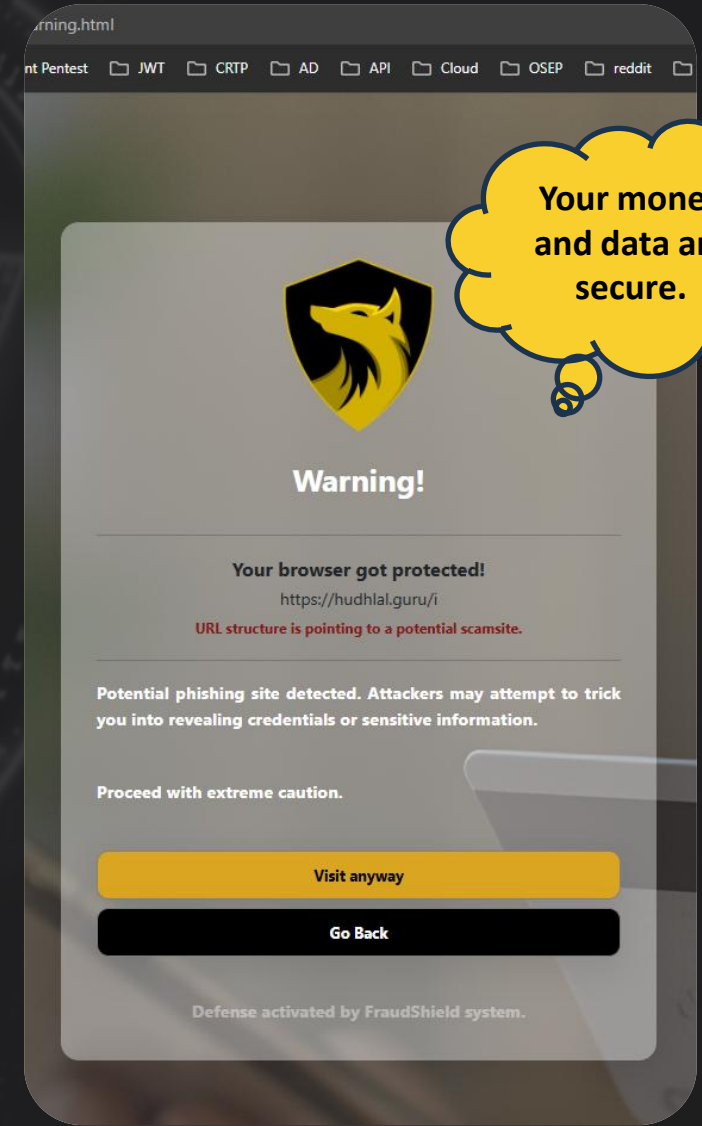 rning.html
nt Pentest JWT CRTP AD API Cloud OSEP reddit
Your mone
and data ar
secure.
Warning!
Your browser got protected!
https://hudhlal.guru/i
URL structure is pointing to a potential scamsite.
Potential phishing site detected. Attackers may attempt to trick
you into revealing credentials or sensitive information.
Proceed with extreme caution.
Visit anyway
Go Back
Defense activated by FraudShield system.